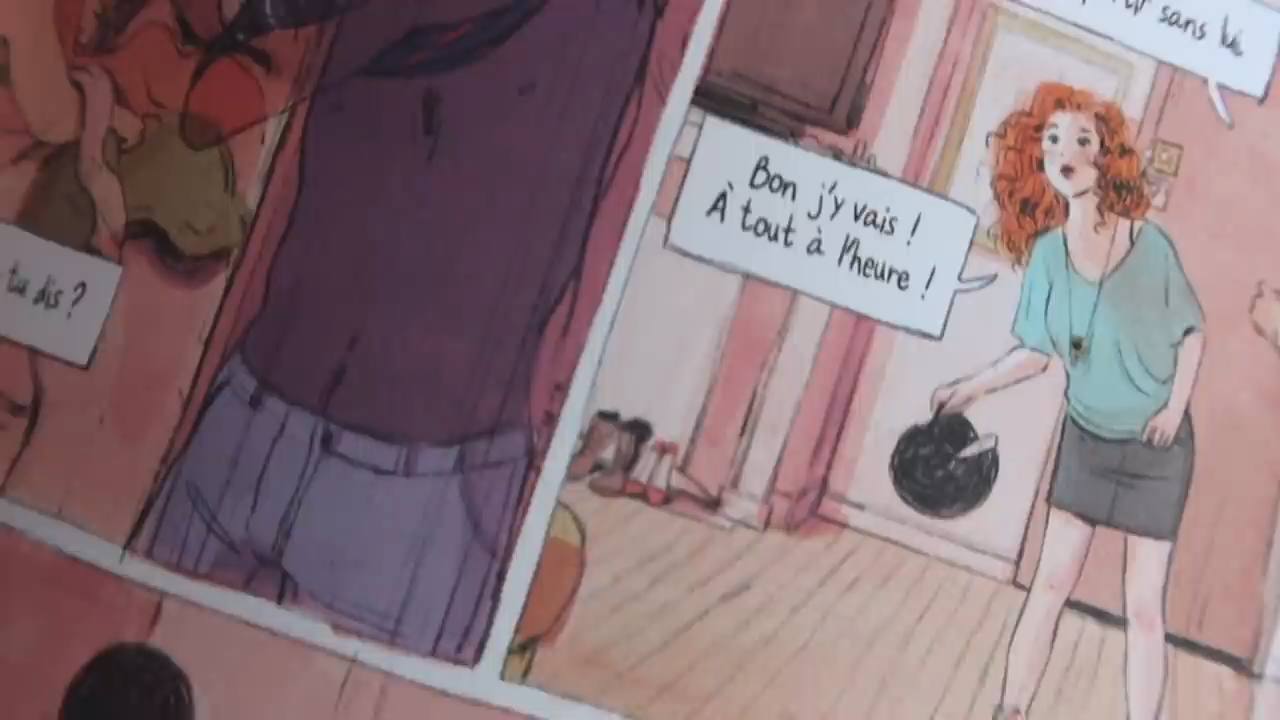 tu dis ?
sans lui
Bon j'y vais !
À tout à l'heure !